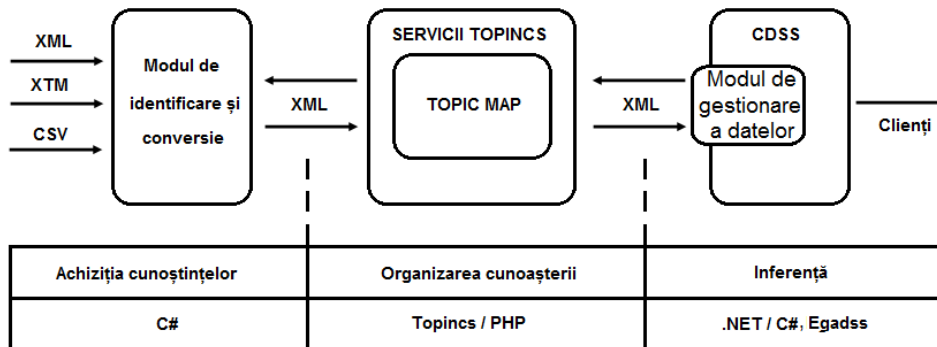 XML
XTM
CSV
Modul de
identificare și
conversie
XML
SERVICII TOPINCS
TOPIC MAP
XML
CDSS
Modul de
gestionare
a datelor
Clienți
Achiziția cunoștințelor
Organizarea cunoașterii
Inferență
C#
Topincs / PHP
.NET / C#, Egadss